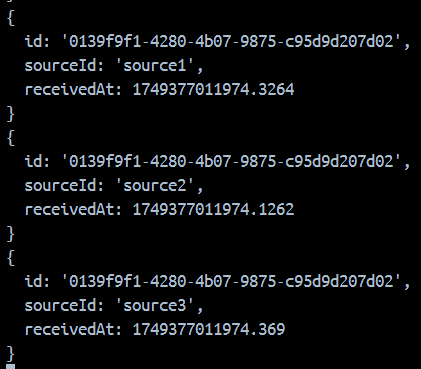 {
  id: '0139f9f1-4280-4b07-9875-c95d9d207d02',
  sourceId: 'source1',
  receivedAt: 1749377011974.3264
}
{
  id: '0139f9f1-4280-4b07-9875-c95d9d207d02',
  sourceId: 'source2',
  receivedAt: 1749377011974.1262
}
{
  id: '0139f9f1-4280-4b07-9875-c95d9d207d02',
  sourceId: 'source3',
  receivedAt: 1749377011974.369
}